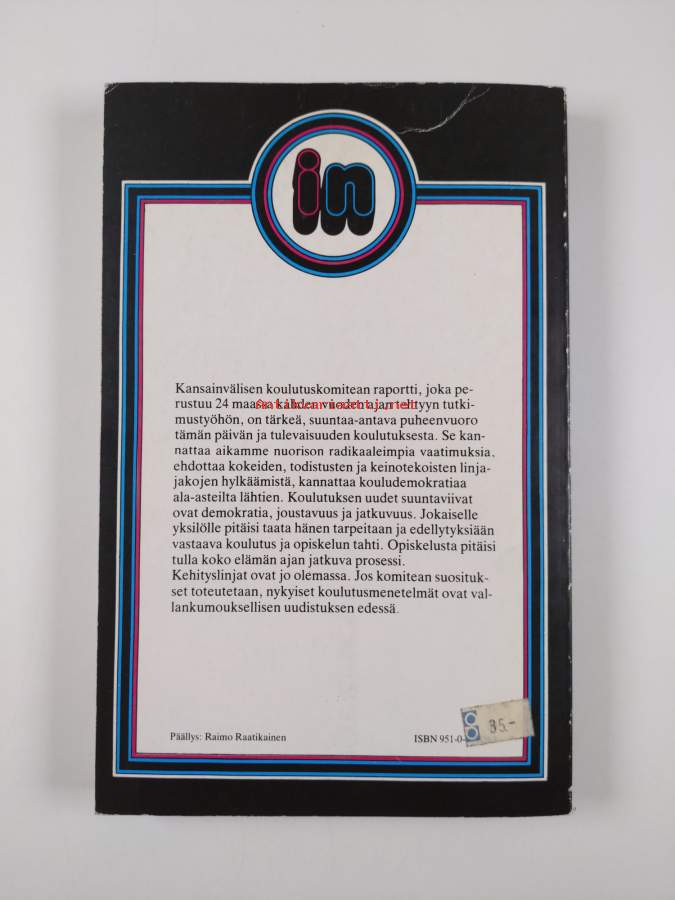 in
Kansainvälisen koulutuskomitean raportti, joka pe-
rustuu 24 maassa kahden vuoden ajan tehtyyn tutki-
mustyöhön, on tärkeä, suuntaa-antava puheenvuoro
tämän päivän ja tulevaisuuden koulutuksesta. Se kan-
nattaa aikamme nuorison radikaaleimpia vaatimuksia,
ehdottaa kokeiden, todistusten ja keinotekoisten linja-
jakojen hylkäämistä, kannattaa kouludemokratiaa
ala-asteilta lähtien. Koulutuksen uudet suuntaviivat
ovat demokratia, joustavuus ja jatkuvuus. Jokaiselle
yksilölle pitäisi taata hänen tarpeitaan ja edellytyksiään
vastaava koulutus ja opiskelun tahti. Opiskelusta pitäisi
tulla koko elämän ajan jatkuva prosessi.
Kehityslinjat ovat jo olemassa. Jos komitean suosituk-
set toteutetaan, nykyiset koulutusmenetelmät ovat val-
lankumouksellisen uudistuksen edessä.
Päällys: Raimo Raatikainen
ISBN 951-0-
35.-